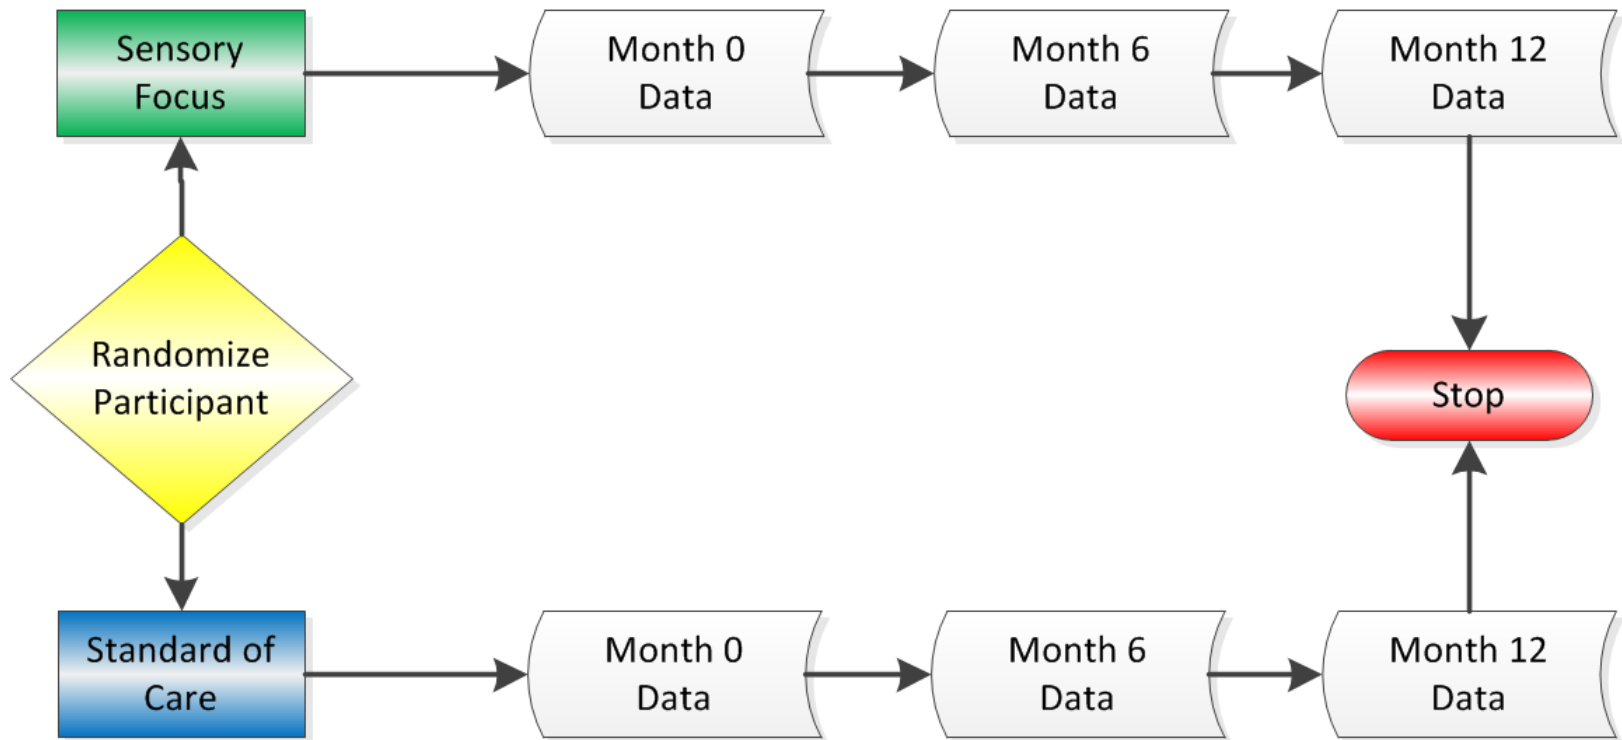 Sensory
Focus
Month 0
Data
Month 6
Data
Month 12
Data
Randomize
Participant
Stop
Standard of
Care
Month 0
Data
Month 6
Data
Month 12
Data